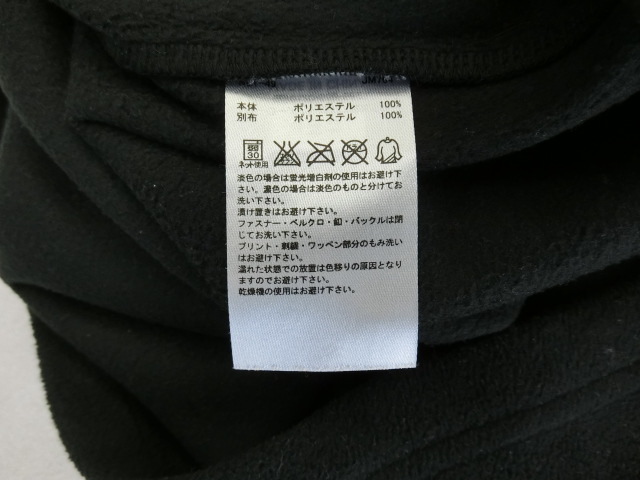 本体 ポリエステル 100%
別布 ポリエステル 100%
30
ネット使用
淡色の場合は蛍光増白剤の使用はお避け下
さい。濃色の場合は淡色のものと分けてお
洗い下さい。
漬け置きはお避け下さい。
ファスナー・ベルクロ・釦・バックルは閉
じてお洗い下さい。
プリント・刺繍・ワッペン部分のもみ洗い
はお避け下さい。
濡れた状態での放置は色移りの原因となり
ますのでお避け下さい。
乾燥機の使用はお避け下さい。